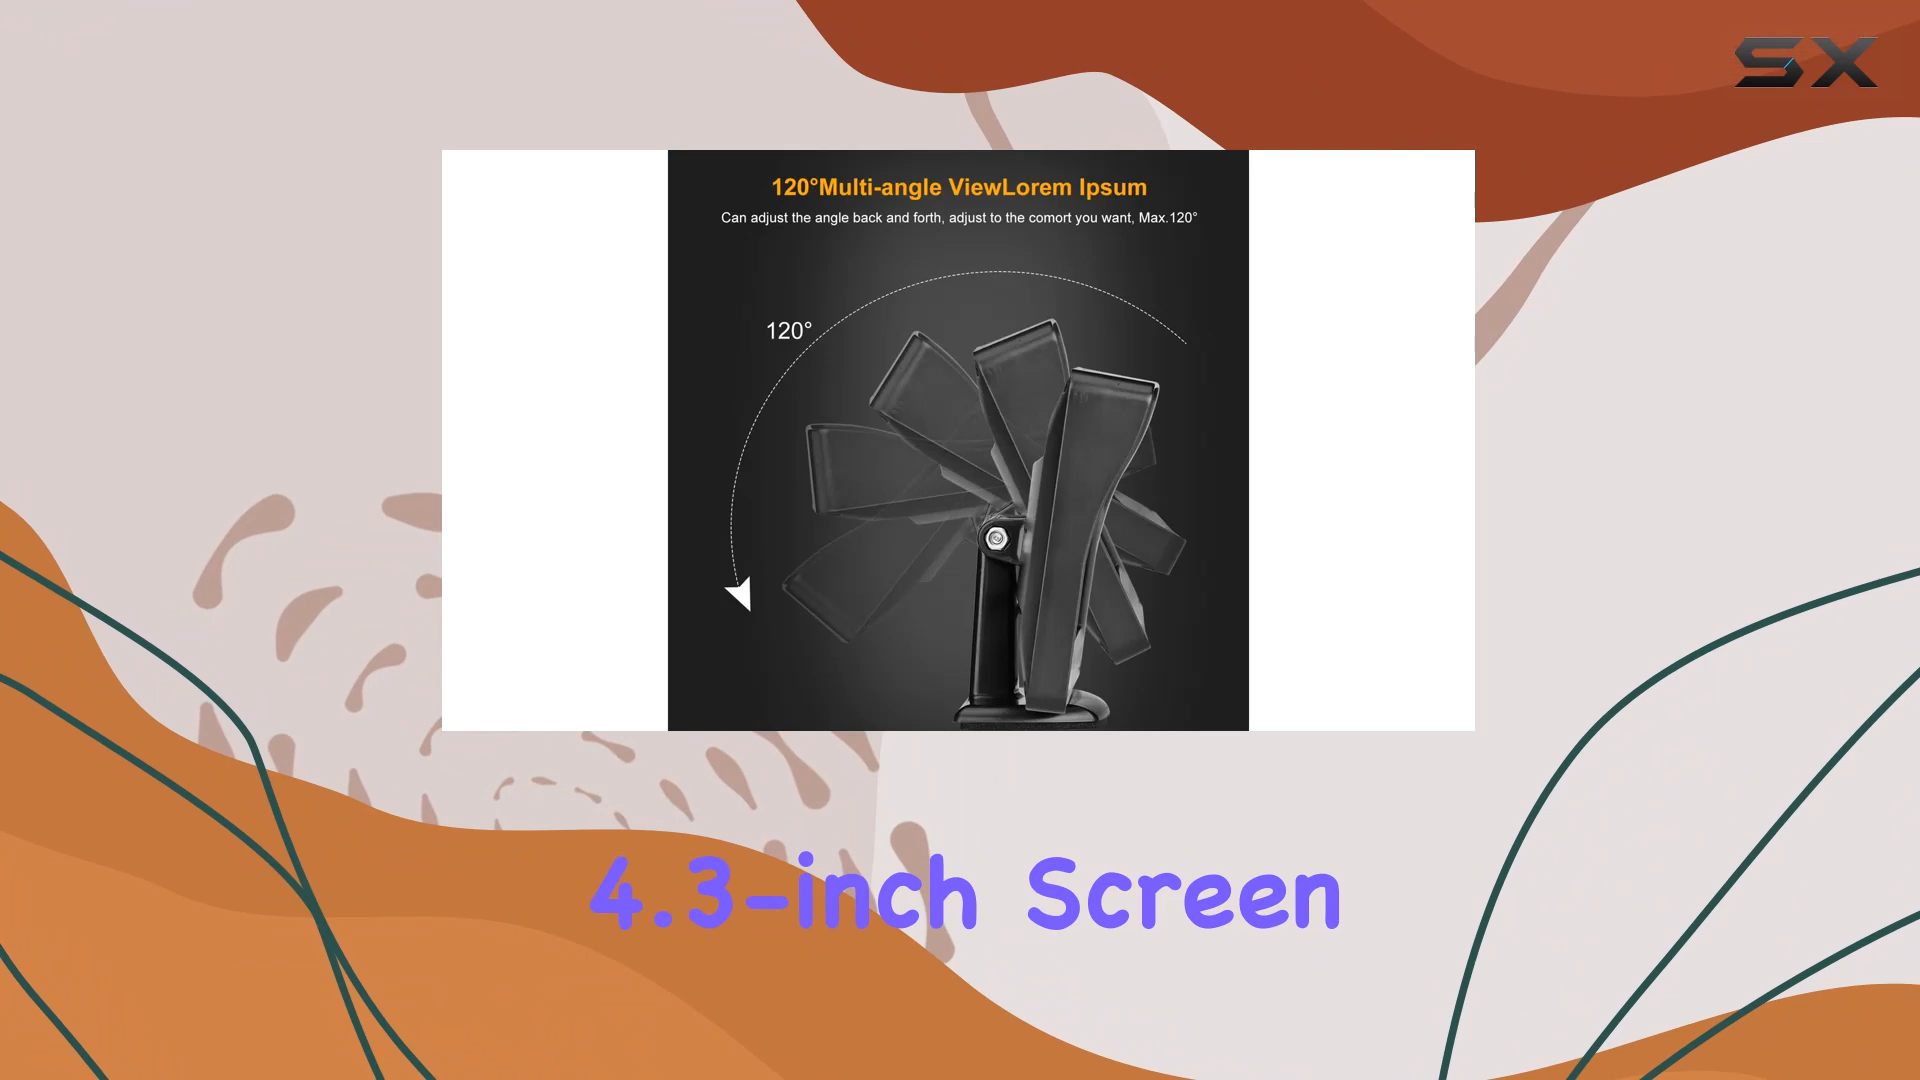 SX
120°Multi-angle ViewLorem Ipsum
Can adjust the angle back and forth, adjust to the comort you want, Max.120°
120°
4.3-inch Screen